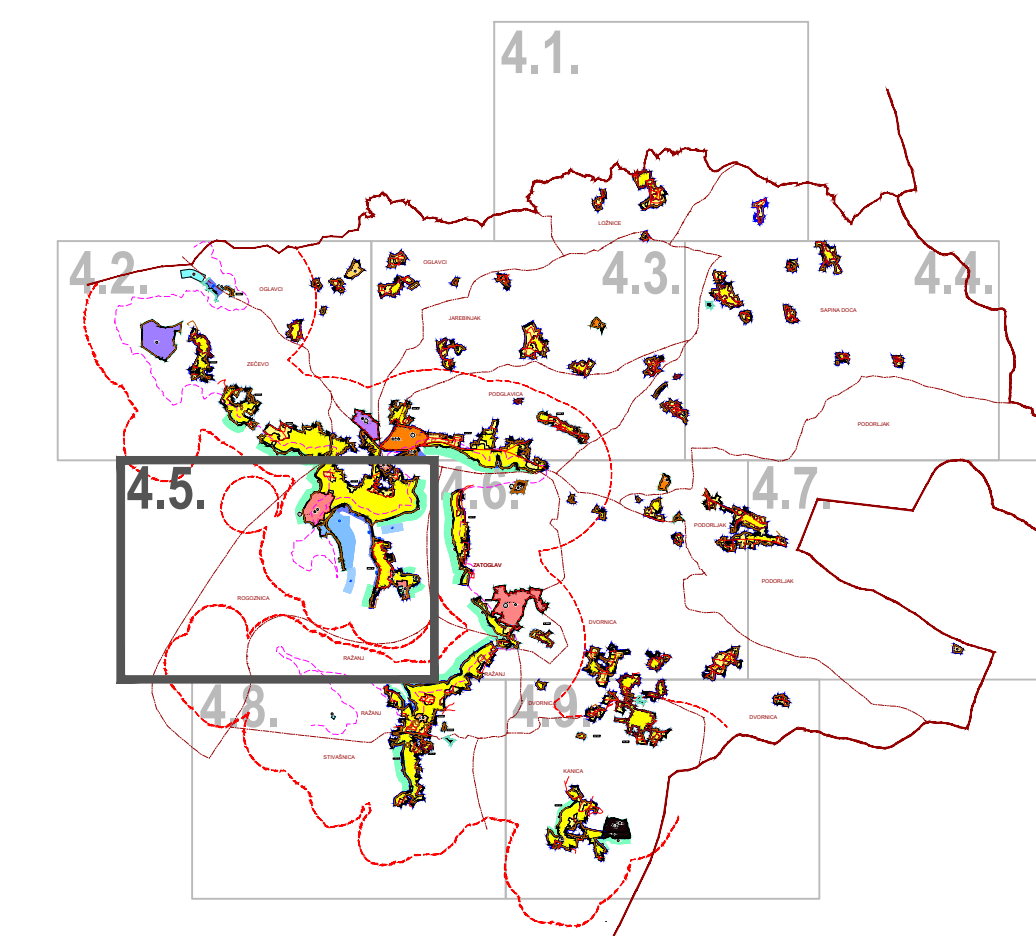 4.1.
LOŽNICE
4.2.
OGLAVCI
OGLAVCI
4.3.
4.4.
JAREBINJAK
SAPINA DOCA
ZEČEVO
PODGLAVICA
PODORLJAK
4.5.
4.6.
4.7.
PODORLJAK
ZATOGLAV
PODORLJAK
ROGOZNICA
DVORNICA
RAŽANJ
RAŽANJ
4.8.
RAŽANJ
4.9.
DVORNICA
DVORNICA
STIVAŠNICA
KANICA